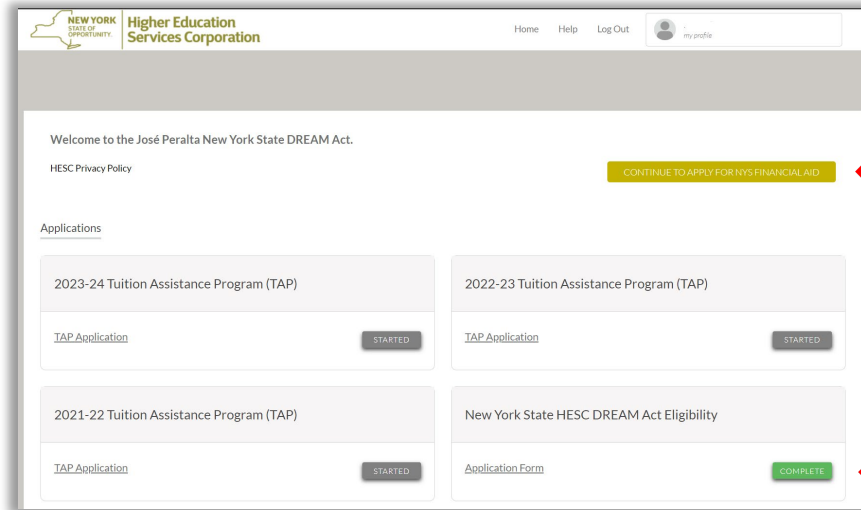 NEW YORK
STATE OF
OPPORTUNITY.
Higher Education
Services Corporation
Home Help Log Out
my profile
Welcome to the José Peralta New York State DREAM Act.
HESC Privacy Policy
CONTINUE TO APPLY FOR NYS FINANCIAL AID
Applications
2023-24 Tuition Assistance Program (TAP)
TAP Application STARTED
2022-23 Tuition Assistance Program (TAP)
TAP Application STARTED
2021-22 Tuition Assistance Program (TAP)
TAP Application STARTED
New York State HESC DREAM Act Eligibility
Application Form COMPLETE